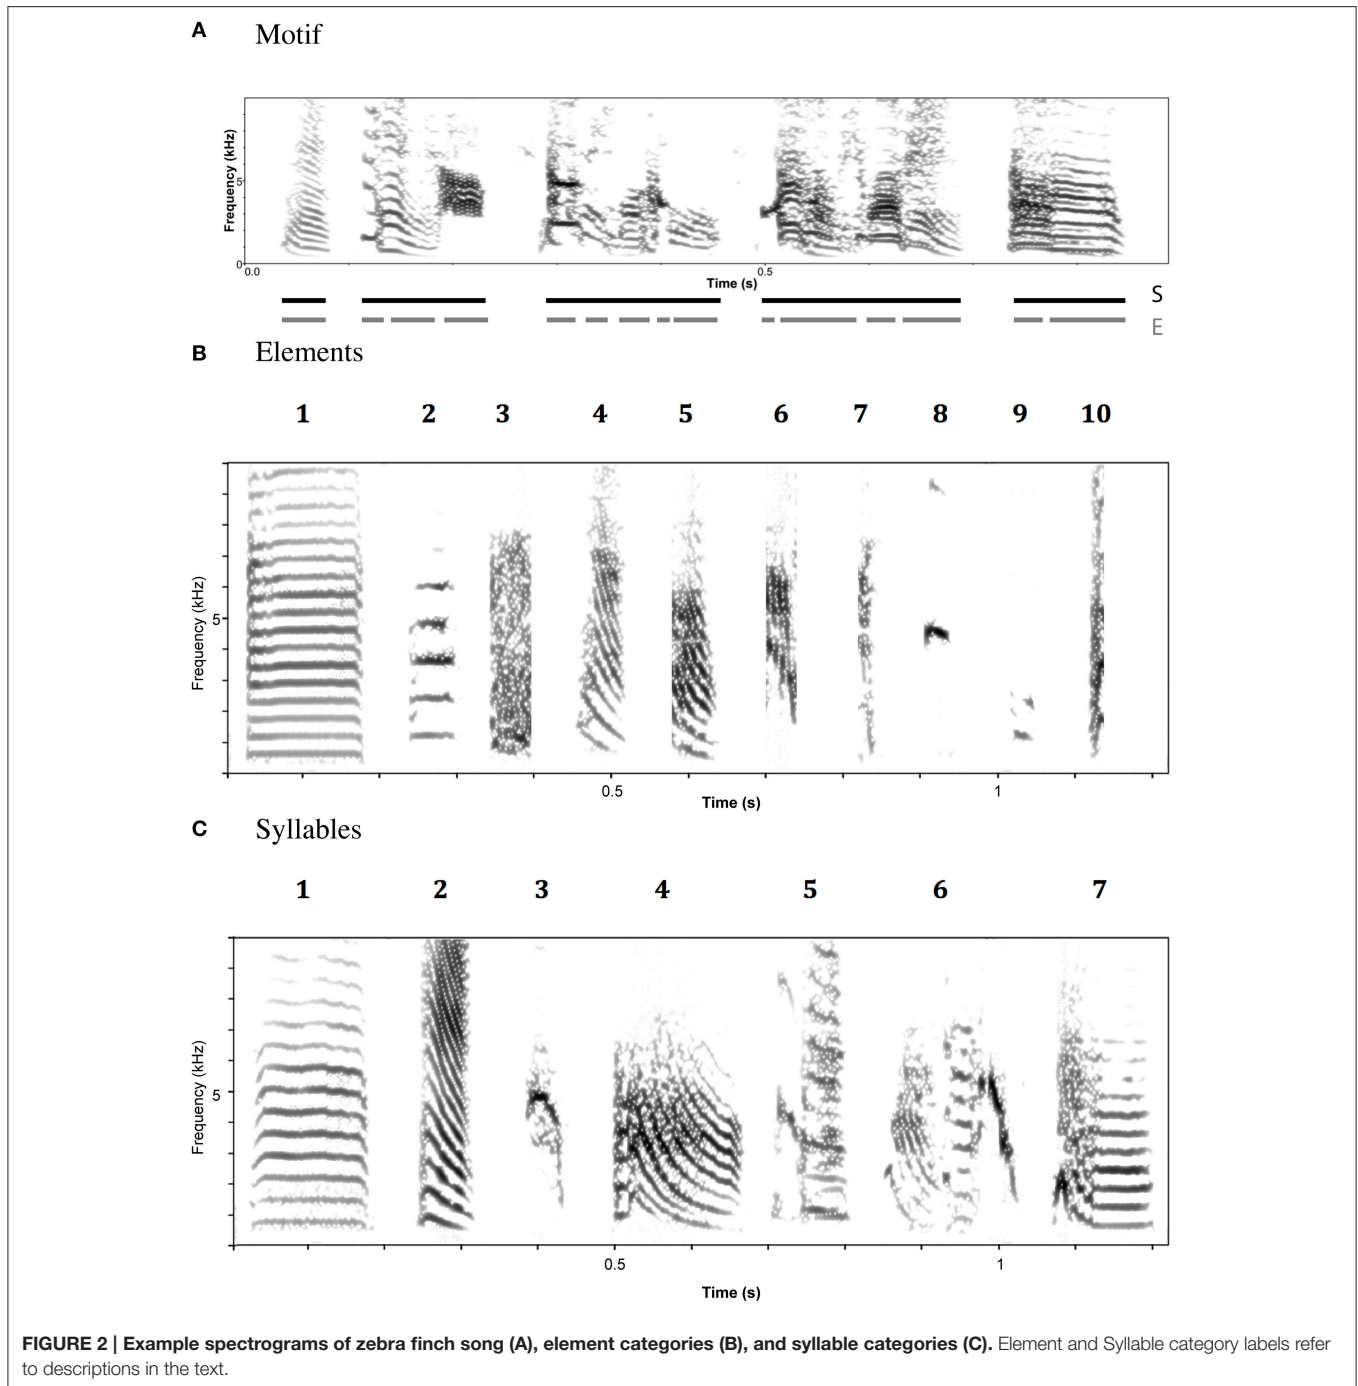 A Motif
Frequency (kHz)
5
0
0.0 0.5
Time (s)
S
E
B Elements
1 2 3 4 5 6 7 8 9 10
Frequency (kHz)
5
0.5 1
Time (s)
C Syllables
1 2 3 4 5 6 7
Frequency (kHz)
5
0.5 1
Time (s)
FIGURE 2 | Example spectrograms of zebra finch song (A), element categories (B), and syllable categories (C). Element and Syllable category labels refer
to descriptions in the text.